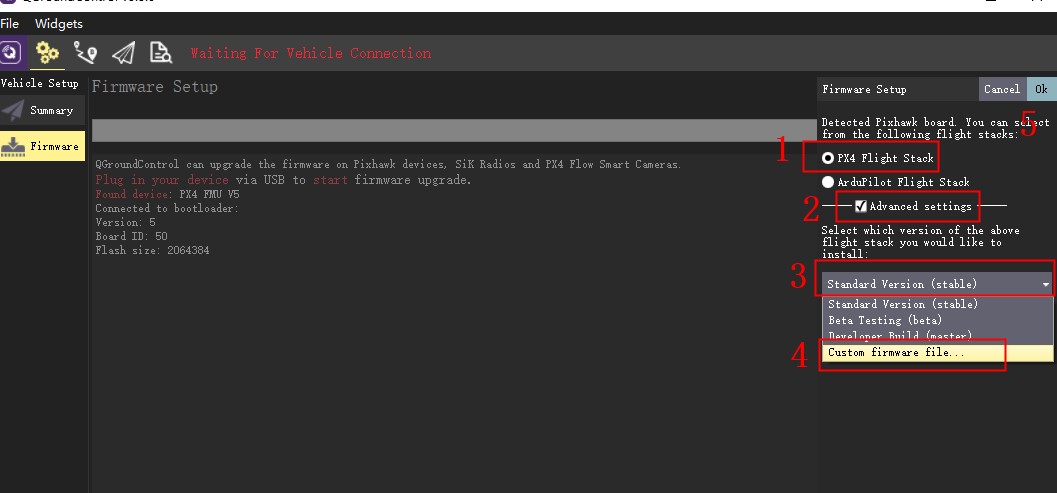 File Widgets
Waiting For Vehicle Connection
Vehicle Setup
Summary
Firmware
Firmware Setup
QGroundControl can upgrade the firmware on Pixhawk devices, SiK Radios and PX4 Flow Smart Cameras.
Plug in your device via USB to start firmware upgrade.
Found device: PX4 FMU V5
Connected to bootloader:
Version: 5
Board ID: 50
Flash size: 2064384
Firmware Setup Cancel Ok
5
Detected Pixhawk board. You can select
from the following flight stacks:
1 PX4 Flight Stack
ArduPilot Flight Stack
2 Advanced settings
Select which version of the above
flight stack you would like to
install:
3 Standard Version (stable)
Standard Version (stable)
Beta Testing (beta)
Developer Build (master)
4 Custom firmware file...